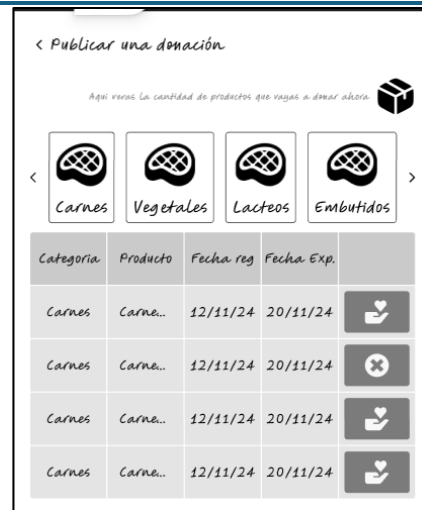 < Publicar una donación
Aqui veras la cantidad de productos que vayas a donar ahora
< Carnes Vegetales Lacteos Embutidos >
Categoria Producto Fecha reg Fecha Exp.
Carnes Carne... 12/11/24 20/11/24
Carnes Carne... 12/11/24 20/11/24
Carnes Carne... 12/11/24 20/11/24
Carnes Carne... 12/11/24 20/11/24